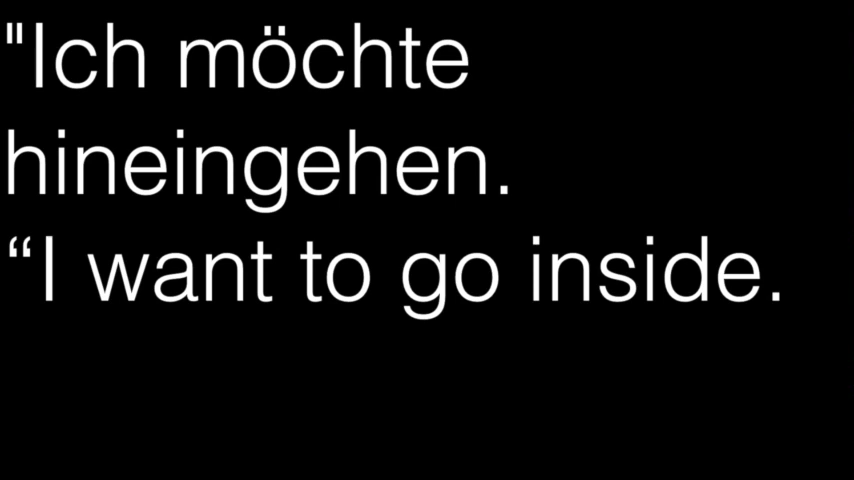 "Ich möchte
hineingehen.
“I want to go inside.